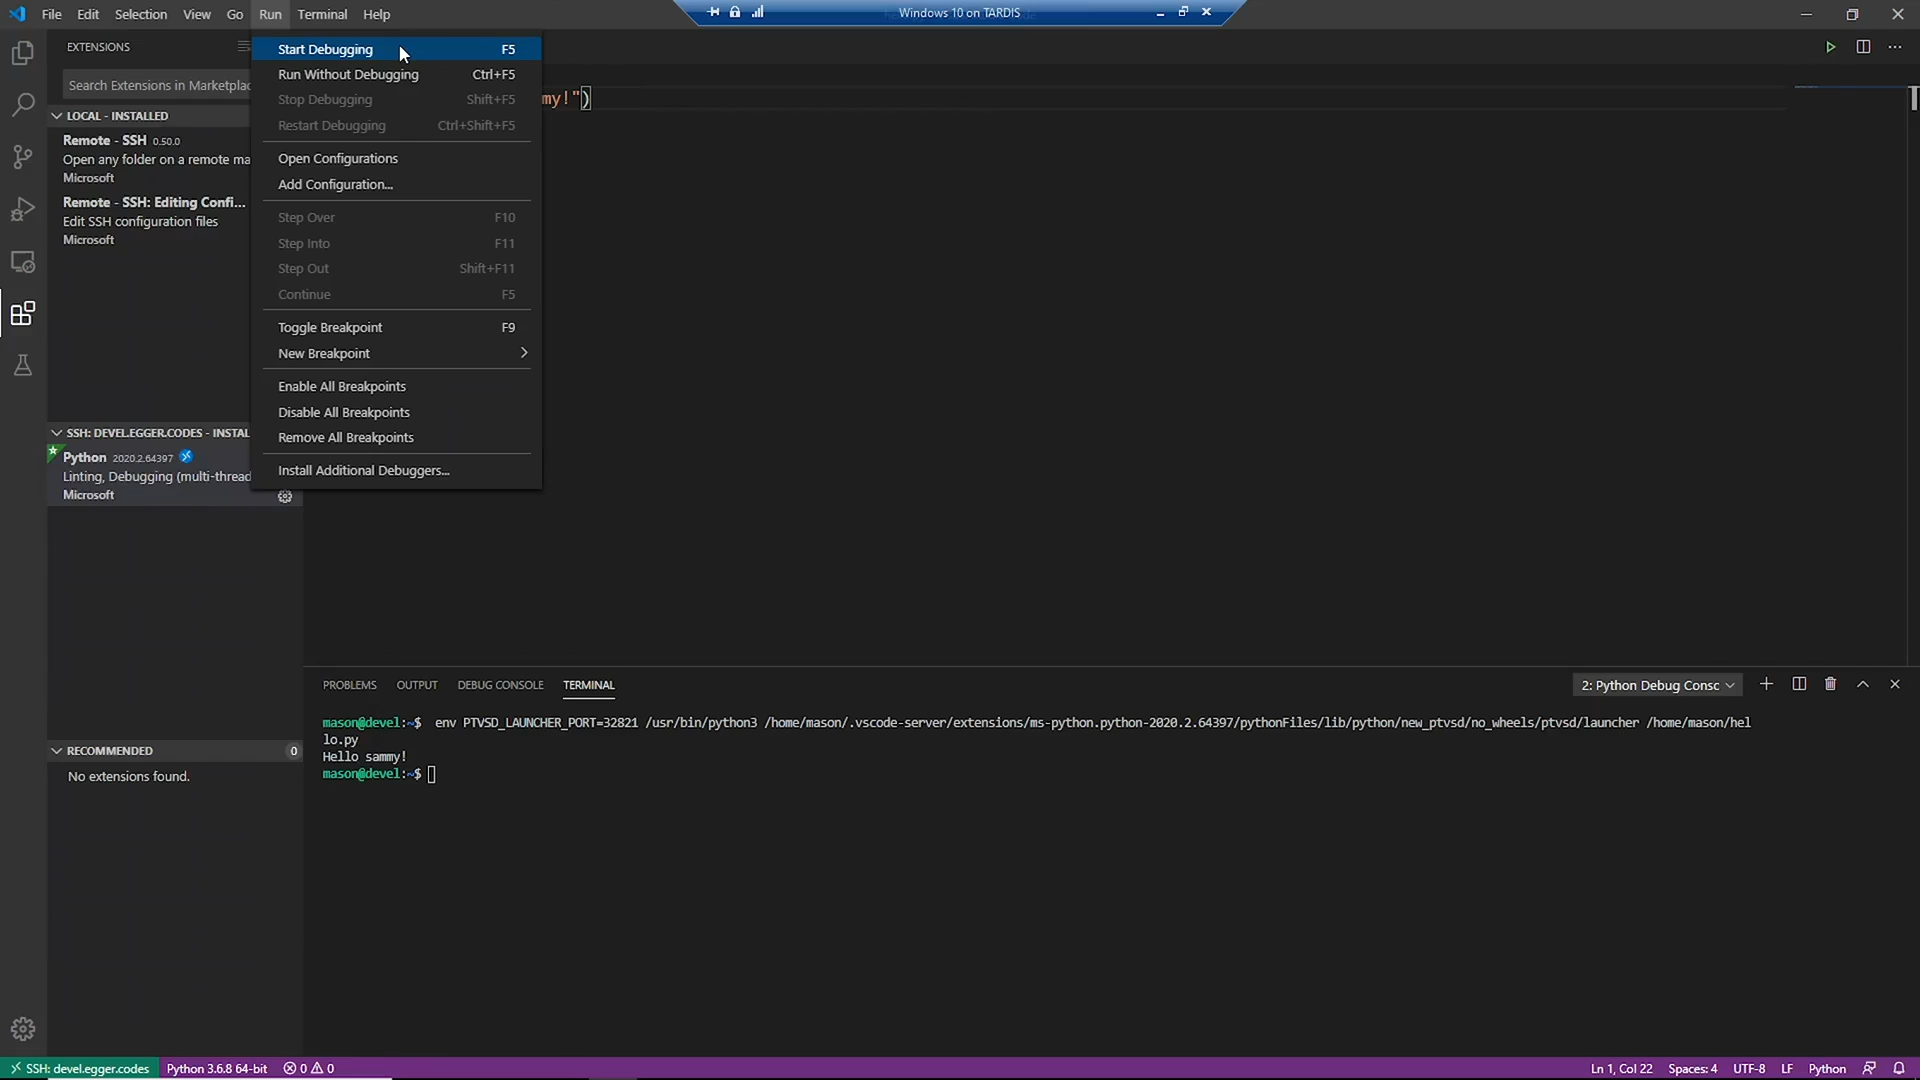 File Edit Selection View Go Run Terminal Help
Windows 10 on TARDIS
EXTENSIONS
Search Extensions in Marketplac
LOCAL - INSTALLED
Remote - SSH 0.50.0
Open any folder on a remote ma
Microsoft
Remote - SSH: Editing Confi...
Edit SSH configuration files
Microsoft
SSH: DEVEL.EGGER.CODES - INSTAL
Python 2020.2.64397
Linting, Debugging (multi-thread
Microsoft
RECOMMENDED 0
No extensions found.
Start Debugging F5
Run Without Debugging Ctrl+F5
Stop Debugging Shift+F5
Restart Debugging Ctrl+Shift+F5
Open Configurations
Add Configuration...
Step Over F10
Step Into F11
Step Out Shift+F11
Continue F5
Toggle Breakpoint F9
New Breakpoint
Enable All Breakpoints
Disable All Breakpoints
Remove All Breakpoints
Install Additional Debuggers...
my!")
PROBLEMS OUTPUT DEBUG CONSOLE TERMINAL
2: Python Debug Consc
mason@devel:~$ env PTVSD_LAUNCHER_PORT=32821 /usr/bin/python3 /home/mason/.vscode-server/extensions/ms-python.python-2020.2.64397/pythonFiles/lib/python/new_ptvsd/no_wheels/ptvsd/launcher /home/mason/hel
lo.py
Hello sammy!
mason@devel:~$
SSH: devel.egger.codes Python 3.6.8 64-bit 0 0
Ln 1, Col 22 Spaces: 4 UTF-8 LF Python